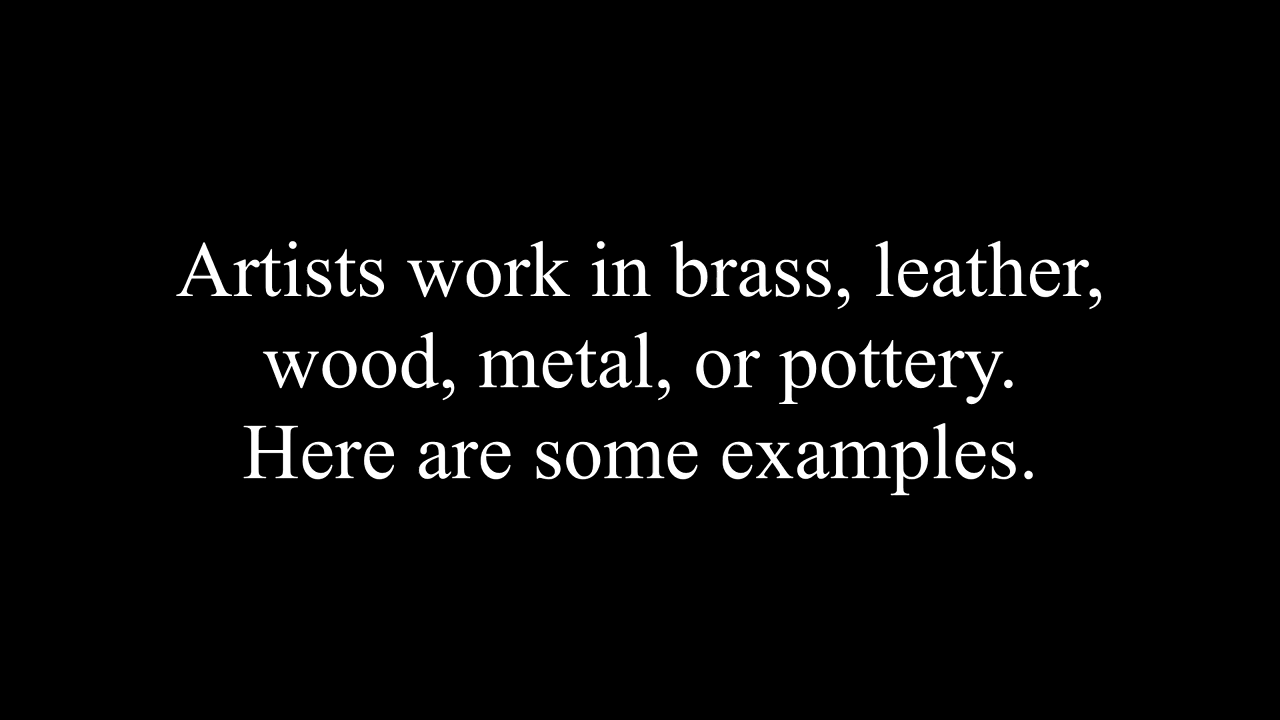 Artists work in brass, leather,
wood, metal, or pottery.
Here are some examples.